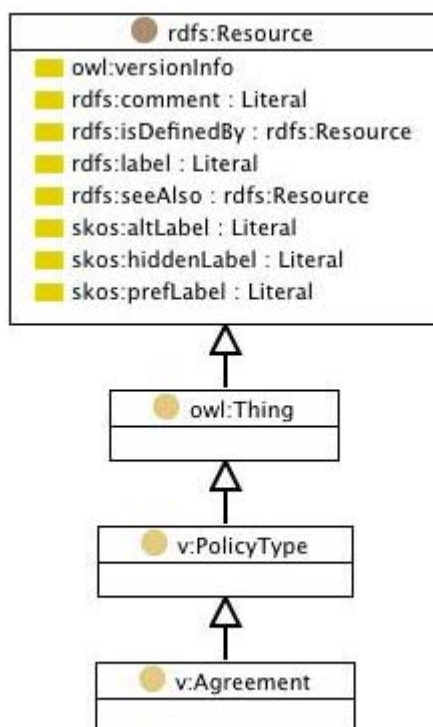 rdfs:Resource
owl:versionInfo
rdfs:comment : Literal
rdfs:isDefinedBy : rdfs:Resource
rdfs:label : Literal
rdfs:seeAlso : rdfs:Resource
skos:altLabel : Literal
skos:hiddenLabel : Literal
skos:prefLabel : Literal
owl:Thing
v:PolicyType
v:Agreement